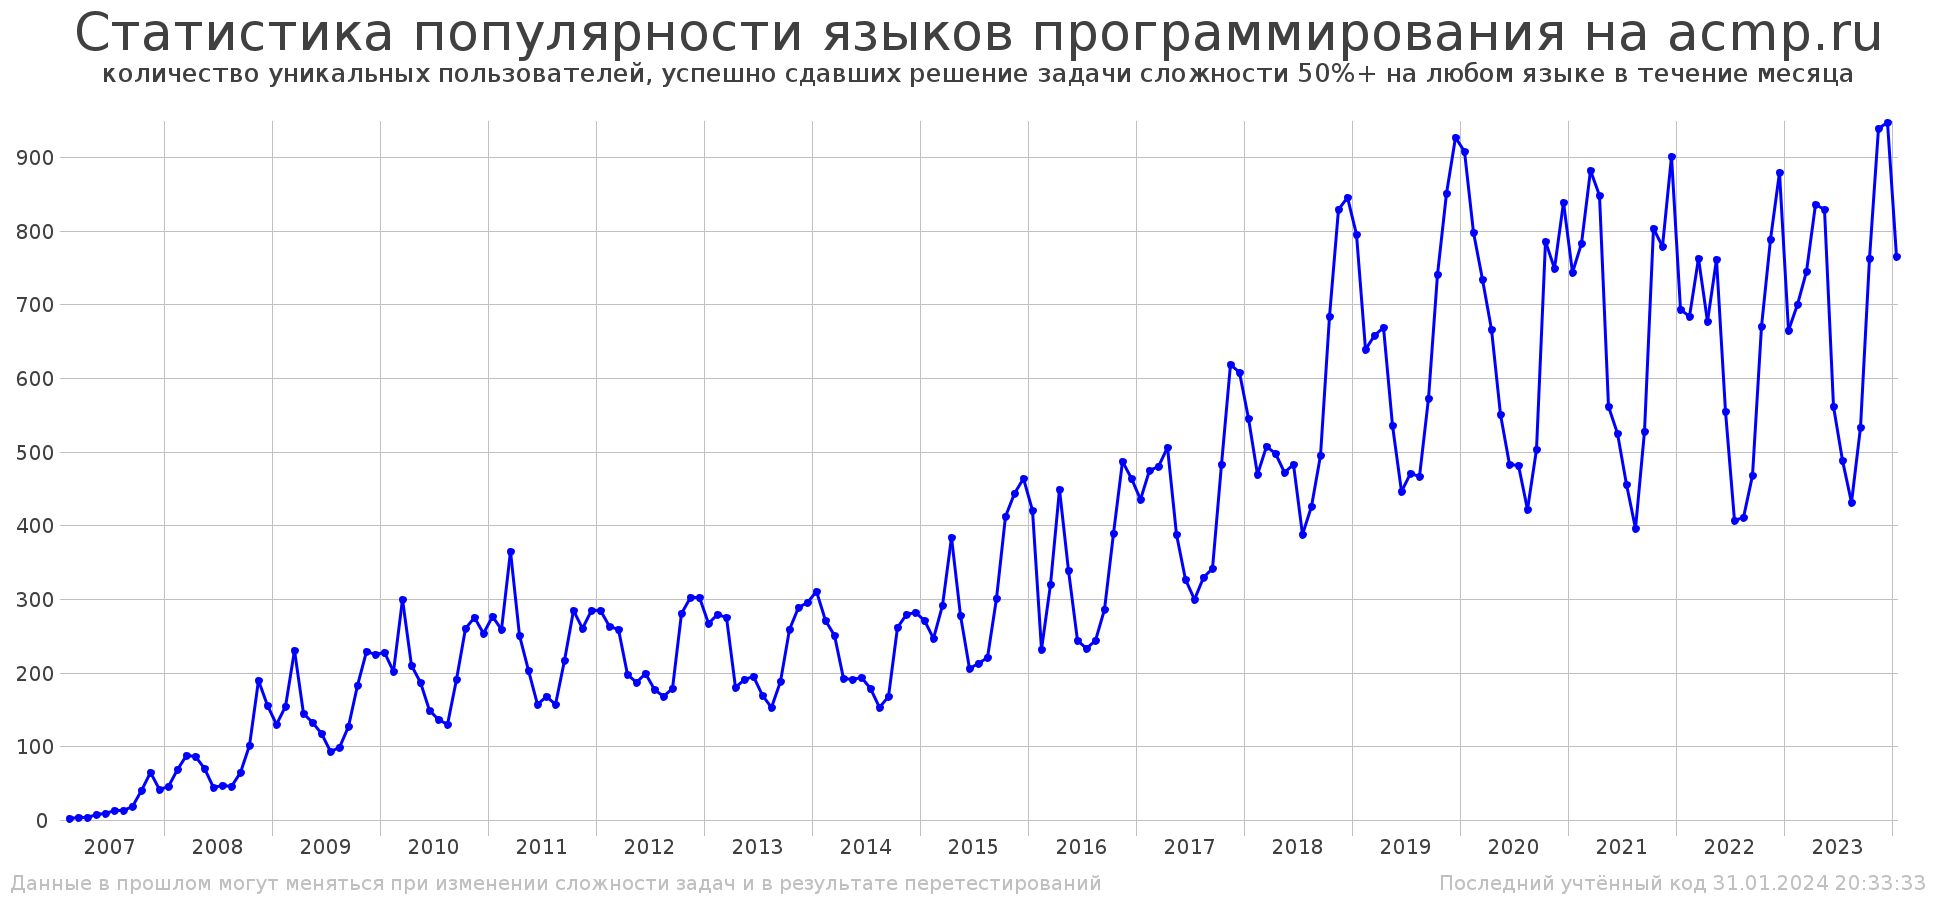 Статистика популярности языков программирования на acmp.ru
количество уникальных пользователей, успешно сдавших решение задачи сложности 50%+ на любом языке в течение месяца
900
800
700
600
500
400
300
200
100
0
2007 2008 2009 2010 2011 2012 2013 2014 2015 2016 2017 2018 2019 2020 2021 2022 2023
Данные в прошлом могут меняться при изменении сложности задач и в результате перетестирований
Последний учтённый код 31.01.2024 20:33:33